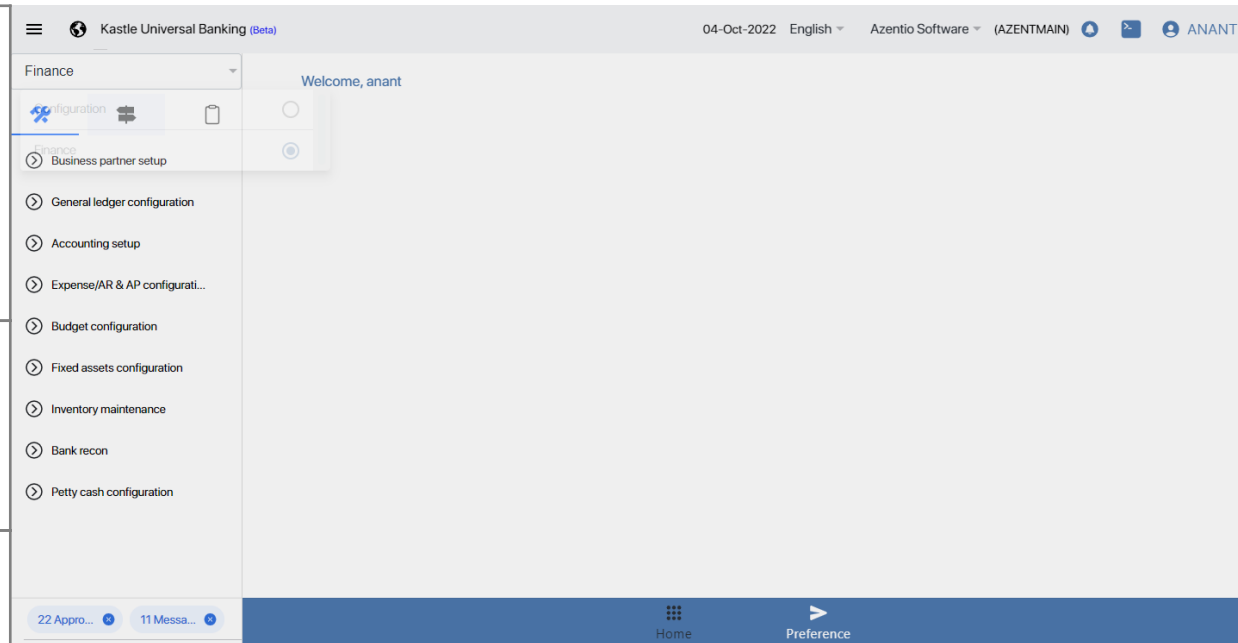 Kastle Universal Banking (Beta)
04-Oct-2022 English Azentio Software (AZENTMAIN) ANANT
Finance
Welcome, anant
Configuration
Finance
Business partner setup
General ledger configuration
Accounting setup
Expense/AR & AP configurati...
Budget configuration
Fixed assets configuration
Inventory maintenance
Bank recon
Petty cash configuration
22 Appro... 11 Messa...
Home Preference